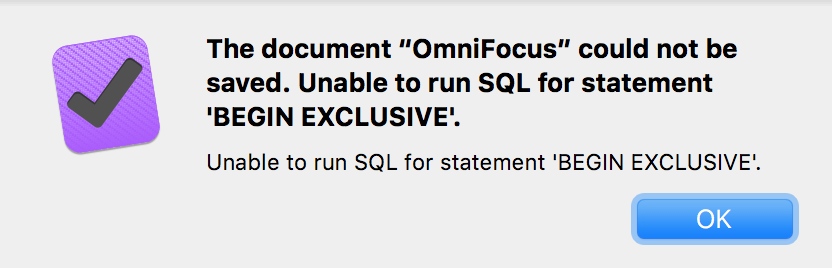 The document “OmniFocus” could not be
saved. Unable to run SQL for statement
'BEGIN EXCLUSIVE'.
Unable to run SQL for statement 'BEGIN EXCLUSIVE'.
OK